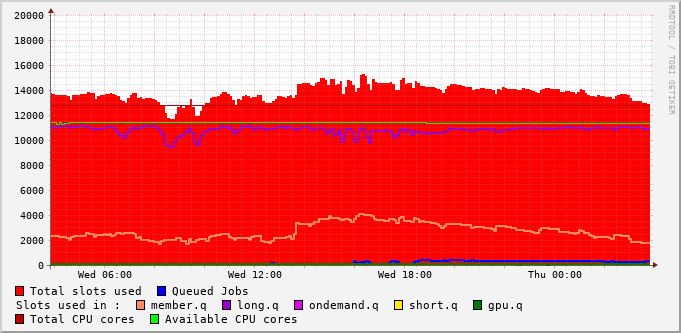 20000
18000
16000
14000
12000
10000
8000
6000
4000
2000
0
Wed 06:00 Wed 12:00 Wed 18:00 Thu 00:00
RRDTOOL / TOBI OETIKER
Total slots used Queued Jobs
Slots used in : member.q long.q ondemand.q short.q gpu.q
Total CPU cores Available CPU cores